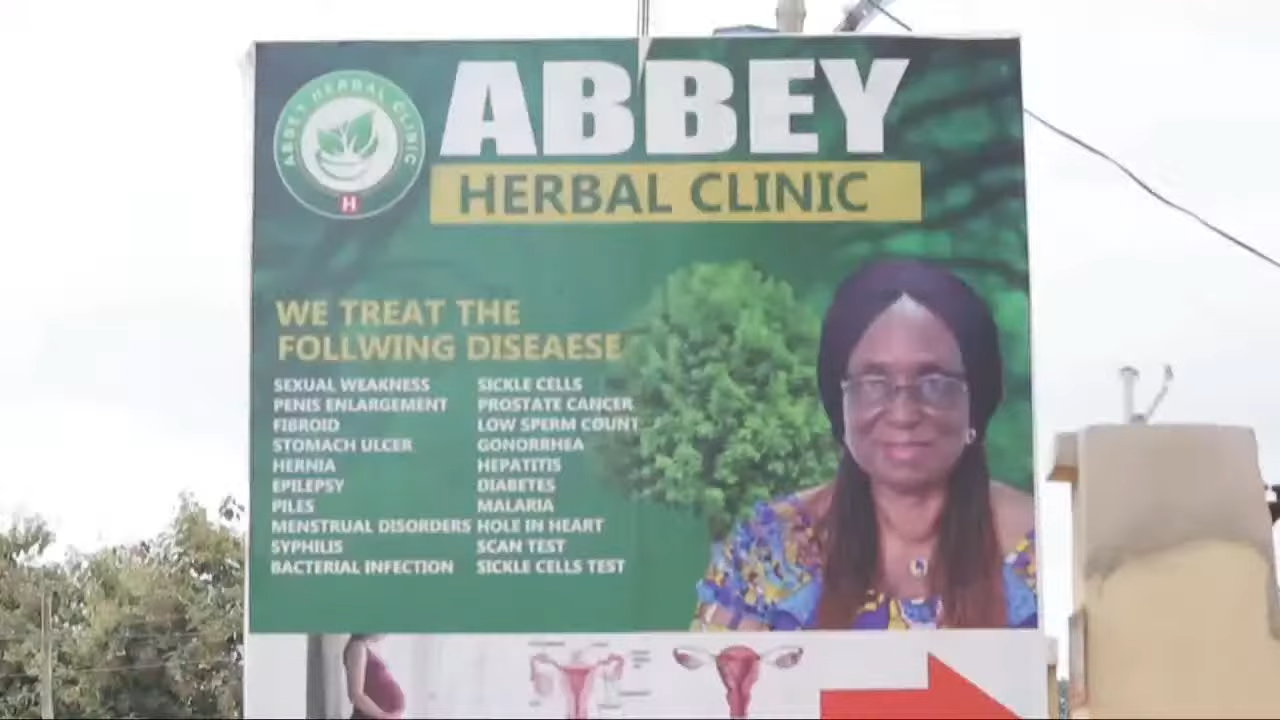 ABBEY HERBAL CLINIC
H
ABBEY
HERBAL CLINIC
WE TREAT THE
FOLLWING DISEAESE
SEXUAL WEAKNESS
PENIS ENLARGEMENT
FIBROID
STOMACH ULCER
HERNIA
EPILEPSY
PILES
MENSTRUAL DISORDERS
SYPHILIS
BACTERIAL INFECTION
SICKLE CELLS
PROSTATE CANCER
LOW SPERM COUNT
GONORRHEA
HEPATITIS
DIABETES
MALARIA
HOLE IN HEART
SCAN TEST
SICKLE CELLS TEST